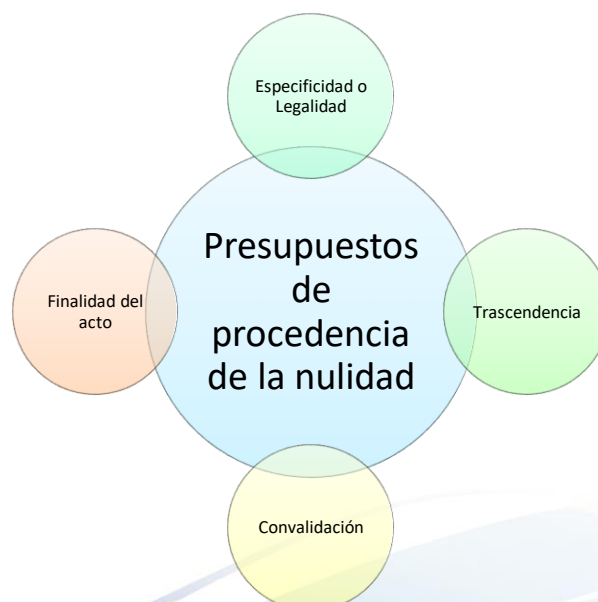 Especificidad o
Legalidad
Presupuestos
de
procedencia
de la nulidad
Finalidad del
acto
Trascendencia
Convalidación